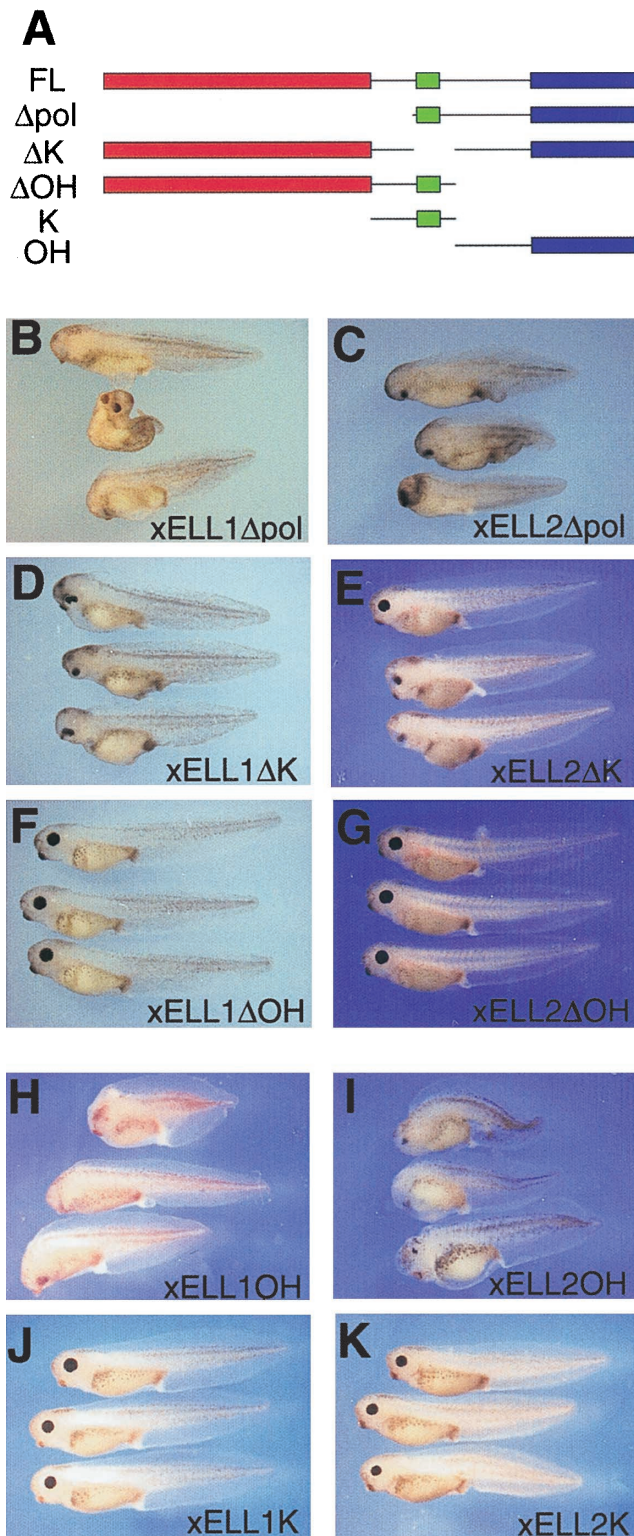 A
FL
Δpol
ΔK
ΔOH
K
OH
B
xELL1Δpol
C
xELL2Δpol
D
xELL1ΔK
E
xELL2ΔK
F
xELL1ΔOH
G
xELL2ΔOH
H
xELL1OH
I
xELL2OH
J
xELL1K
K
xELL2K